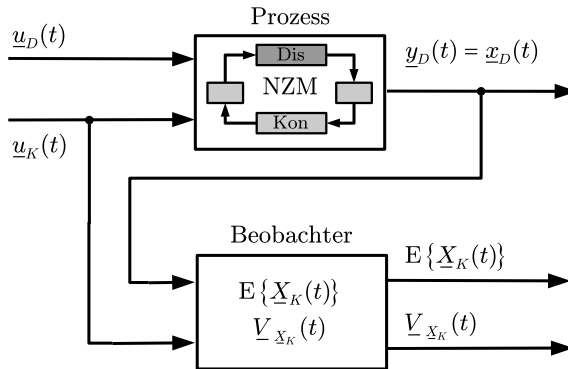 Prozess
u_D(t)
Dis
NZM
Kon
y_D(t) = x_D(t)
u_K(t)
Beobachter
E{X_K(t)}
V_X_K(t)
E{X_K(t)}
V_X_K(t)